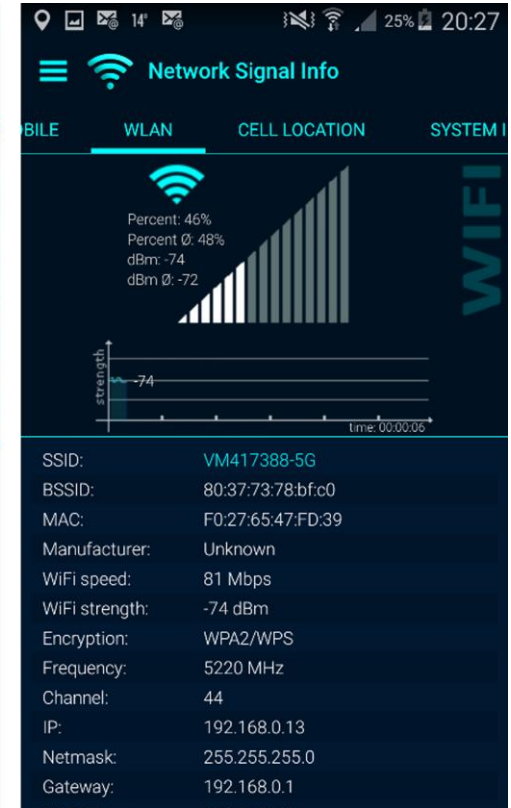 14° 25% 20:27
Network Signal Info
OBILE WLAN CELL LOCATION SYSTEM I
Percent: 46%
Percent Ø: 48%
dBm: -74
dBm Ø: -72
WIFI
strength
-74
time: 00:00:06
SSID: VM417388-5G
BSSID: 80:37:73:78:bf:c0
MAC: F0:27:65:47:FD:39
Manufacturer: Unknown
WiFi speed: 81 Mbps
WiFi strength: -74 dBm
Encryption: WPA2/WPS
Frequency: 5220 MHz
Channel: 44
IP: 192.168.0.13
Netmask: 255.255.255.0
Gateway: 192.168.0.1